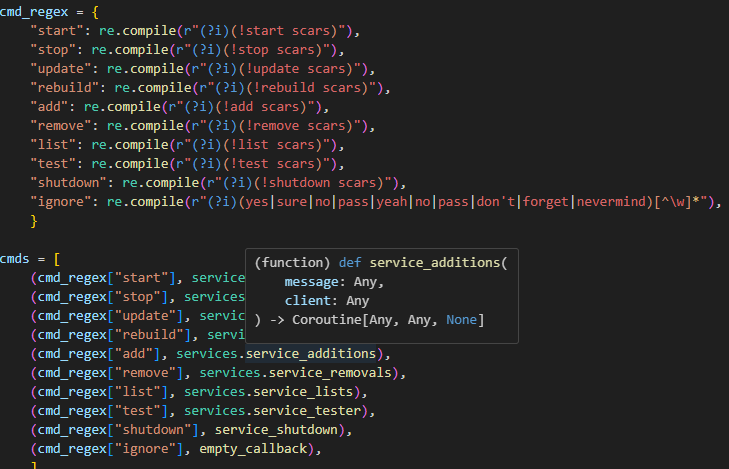 cmd_regex = {
    "start": re.compile(r"(?i)(!start scars)"),
    "stop": re.compile(r"(?i)(!stop scars)"),
    "update": re.compile(r"(?i)(!update scars)"),
    "rebuild": re.compile(r"(?i)(!rebuild scars)"),
    "add": re.compile(r"(?i)(!add scars)"),
    "remove": re.compile(r"(?i)(!remove scars)"),
    "list": re.compile(r"(?i)(!list scars)"),
    "test": re.compile(r"(?i)(!test scars)"),
    "shutdown": re.compile(r"(?i)(!shutdown scars)"),
    "ignore": re.compile(r"(?i)(yes|sure|no|pass|yeah|no|pass|don't|forget|nevermind)[^\w]*"),
    }
cmds = [
    (cmd_regex["start"], service
    (cmd_regex["stop"], services
    (cmd_regex["update"], servic
    (cmd_regex["rebuild"], servi
    (cmd_regex["add"], services.service_additions),
    (cmd_regex["remove"], services.service_removals),
    (cmd_regex["list"], services.service_lists),
    (cmd_regex["test"], services.service_tester),
    (cmd_regex["shutdown"], service_shutdown),
    (cmd_regex["ignore"], empty_callback),
    ]
(function) def service_additions(
    message: Any,
    client: Any
) -> Coroutine[Any, Any, None]